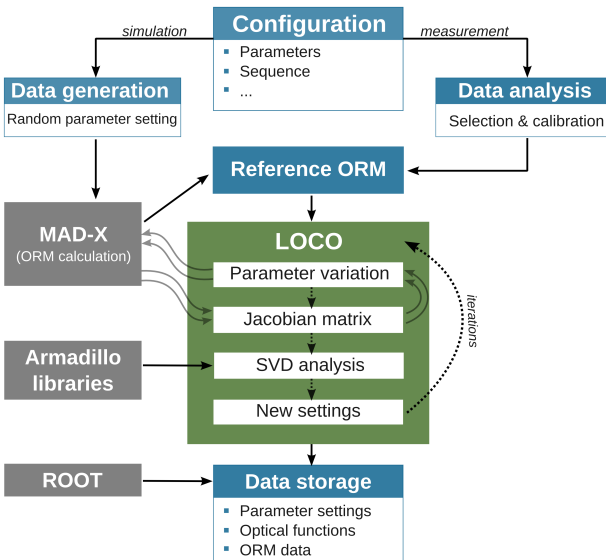 Configuration
simulation
measurement
Parameters
Sequence
...
Data generation
Random parameter setting
Data analysis
Selection & calibration
Reference ORM
MAD-X
(ORM calculation)
LOCO
Parameter variation
Jacobian matrix
iterations
Armadillo
libraries
SVD analysis
New settings
ROOT
Data storage
Parameter settings
Optical functions
ORM data